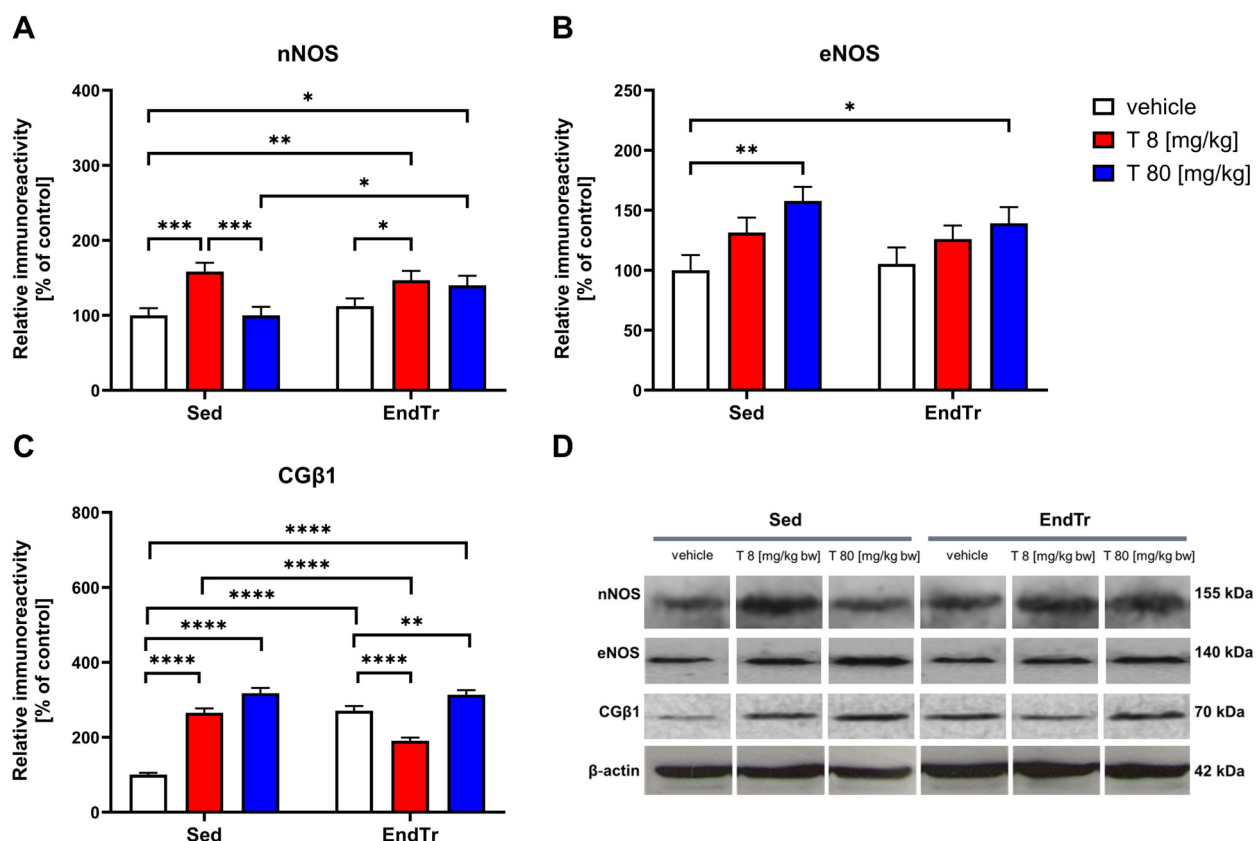 A
nNOS
Relative immunoreactivity
[% of control]
400
300
200
100
0
*
**
*
***
***
*
Sed
EndTr
B
eNOS
Relative immunoreactivity
[% of control]
250
200
150
100
50
0
*
**
Sed
EndTr
vehicle
T 8 [mg/kg]
T 80 [mg/kg]
C
CGβ1
Relative immunoreactivity
[% of control]
800
600
400
200
0
****
****
****
****
**
****
****
Sed
EndTr
D
Sed
EndTr
vehicle
T 8 [mg/kg bw]
T 80 [mg/kg bw]
vehicle
T 8 [mg/kg bw]
T 80 [mg/kg bw]
nNOS
155 kDa
eNOS
140 kDa
CGβ1
70 kDa
β-actin
42 kDa